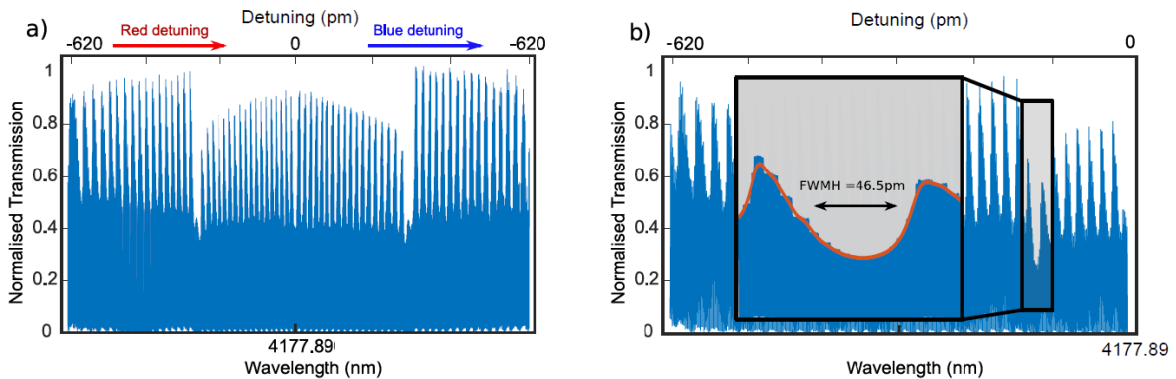 a)
Detuning (pm)
Red detuning
Blue detuning
-620
0
-620
Normalised Transmission
1
0.8
0.6
0.4
0.2
0
4177.89
Wavelength (nm)
b)
Detuning (pm)
-620
0
Normalised Transmission
1
0.8
0.6
0.4
0.2
0
FWMH =46.5pm
4177.89
Wavelength (nm)